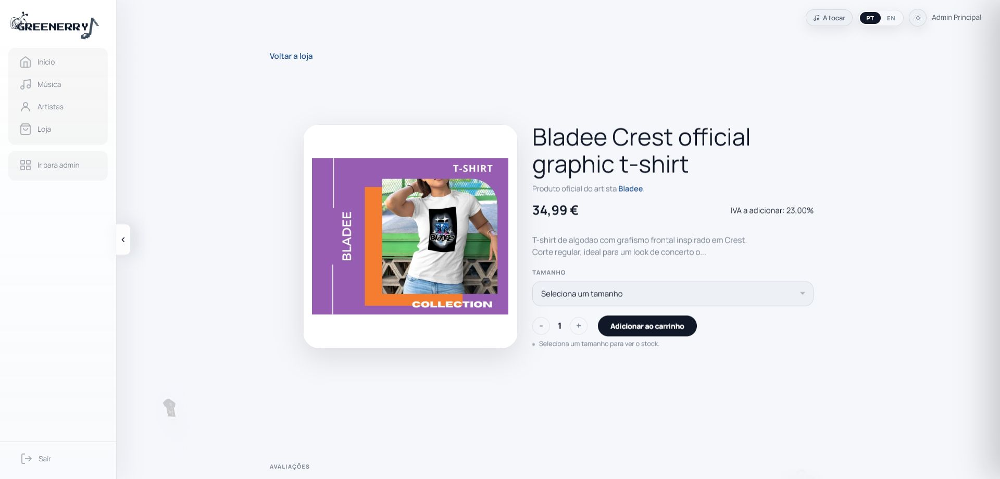 GREENERRY
Início
Música
Artistas
Loja
Ir para admin
Sair
A tocar
PT
EN
Admin Principal
Voltar a loja
T-SHIRT
BLADEE
Bladee
COLLECTION
Bladee Crest official
graphic t-shirt
Produto oficial do artista Bladee.
34,99 €
IVA a adicionar: 23,00%
T-shirt de algodao com grafismo frontal inspirado em Crest.
Corte regular, ideal para um look de concerto o...
TAMANHO
Seleciona um tamanho
- 1 + Adicionar ao carrinho
Seleciona um tamanho para ver o stock.
AVALIAÇÕES